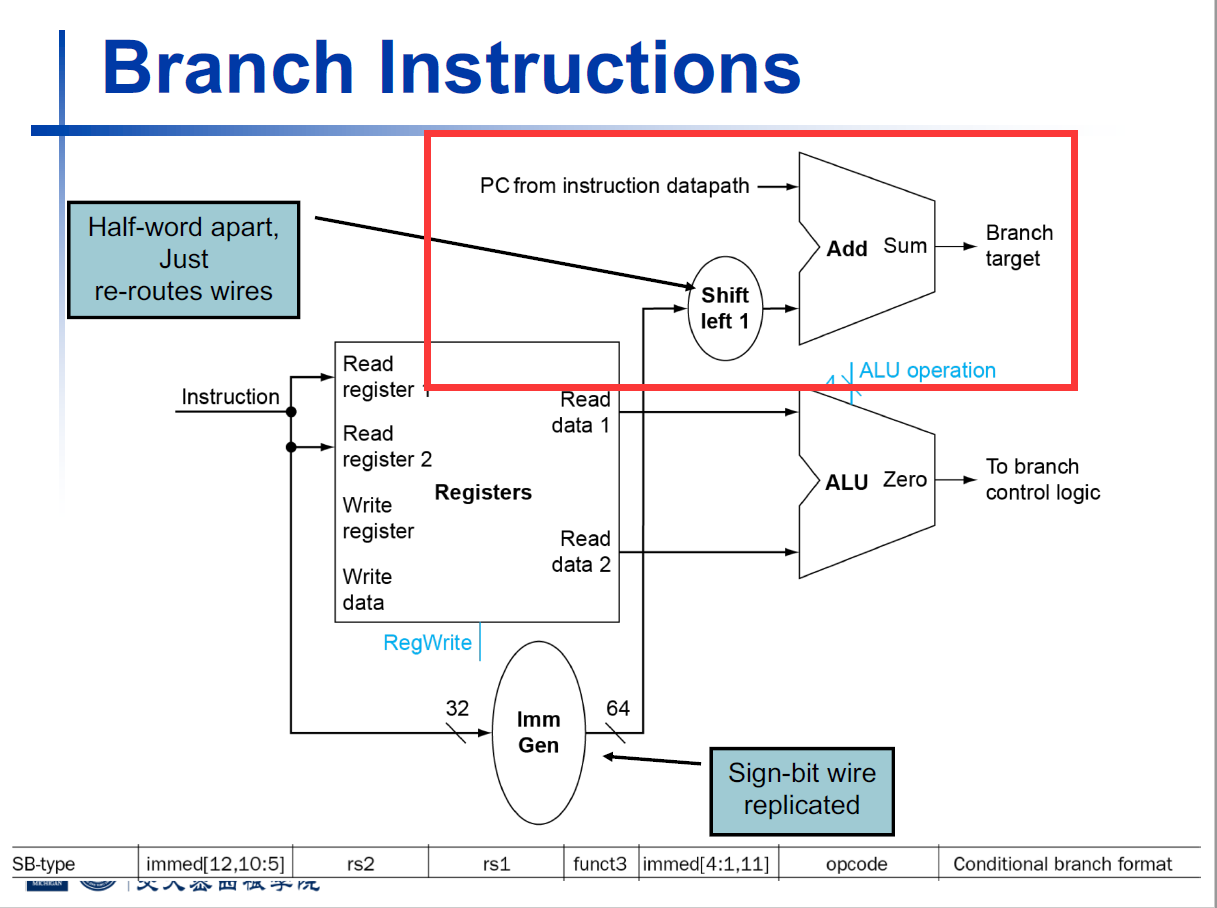 Branch Instructions
PC from instruction datapath
Half-word apart,
Just
re-routes wires
Add Sum
Branch
target
Shift
left 1
Instruction
Read
register 1
Read
data 1
ALU operation
4
Read
register 2
Registers
ALU Zero
To branch
control logic
Write
register
Read
data 2
Write
data
RegWrite
32
64
Imm
Gen
Sign-bit wire
replicated
SB-type immed[12,10:5] rs2 rs1 funct3 immed[4:1,11] opcode Conditional branch format
MICHIGAN